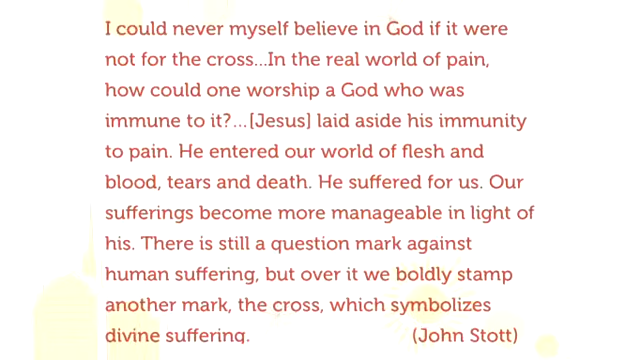 I could never myself believe in God if it were
not for the cross...In the real world of pain,
how could one worship a God who was
immune to it?...[Jesus] laid aside his immunity
to pain. He entered our world of flesh and
blood, tears and death. He suffered for us. Our
sufferings become more manageable in light of
his. There is still a question mark against
human suffering, but over it we boldly stamp
another mark, the cross, which symbolizes
divine suffering. (John Stott)